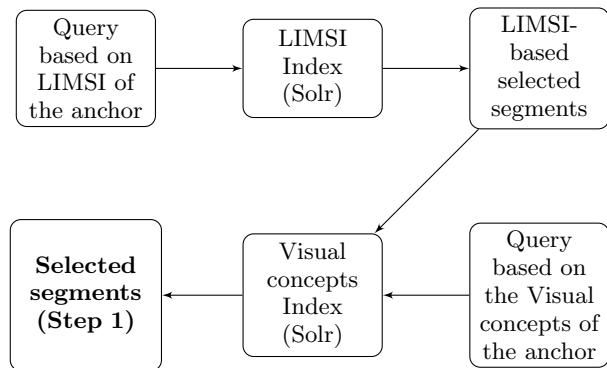 Query
based on
LIMSI of
the anchor
LIMSI
Index
(Solr)
LIMSI-
based
selected
segments
Selected
segments
(Step 1)
Visual
concepts
Index
(Solr)
Query
based on
the Visual
concepts of
the anchor